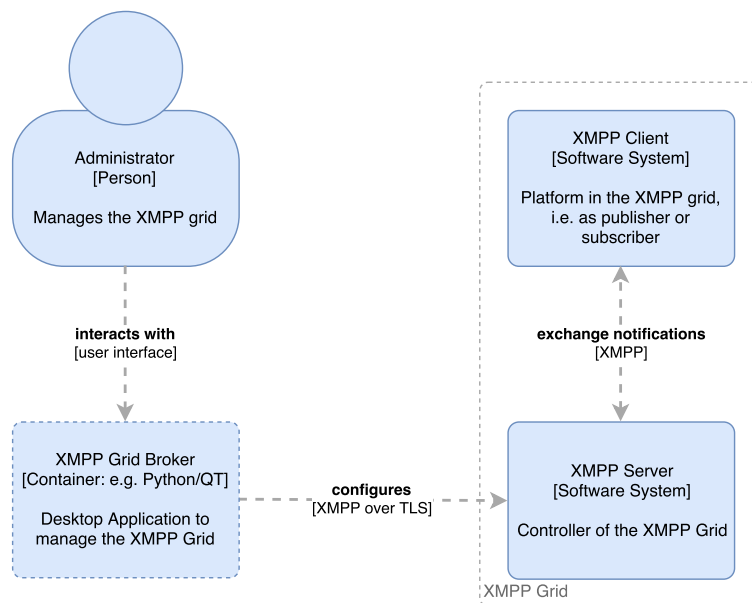 Administrator
[Person]
Manages the XMPP grid
XMPP Client
[Software System]
Platform in the XMPP grid,
i.e. as publisher or
subscriber
interacts with
[user interface]
exchange notifications
[XMPP]
XMPP Grid Broker
[Container: e.g. Python/QT]
Desktop Application to
manage the XMPP Grid
configures
[XMPP over TLS]
XMPP Server
[Software System]
Controller of the XMPP Grid
XMPP Grid